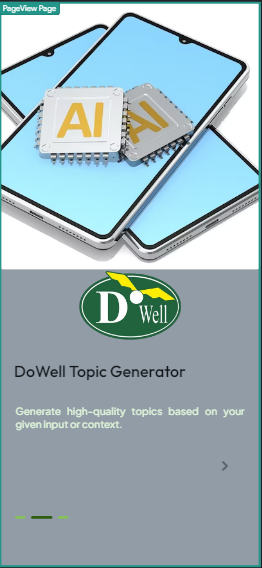 PageView Page
AI
AI
D Well
DoWell Topic Generator
Generate high-quality topics based on your
given input or context.